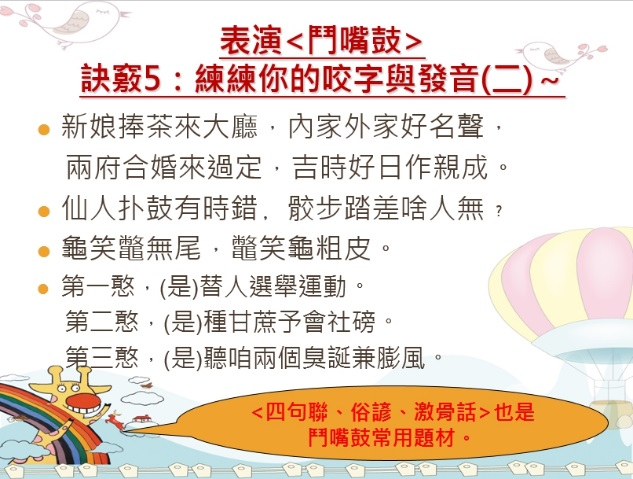 表演<鬥嘴鼓>
訣竅5：練練你的咬字與發音(二)～
新娘捧茶來大廳，內家外家好名聲，
兩府合婚來過定，吉時好日作親成。
仙人扑鼓有時錯．骹步踏差啥人無？
龜笑鼈無尾，鼈笑龜粗皮。
第一憨，(是)替人選舉運動。
第二憨，(是)種甘蔗予會社磅。
第三憨，(是)聽咱兩個臭誕兼膨風。
<四句聯、俗諺、激骨話>也是
鬥嘴鼓常用題材。